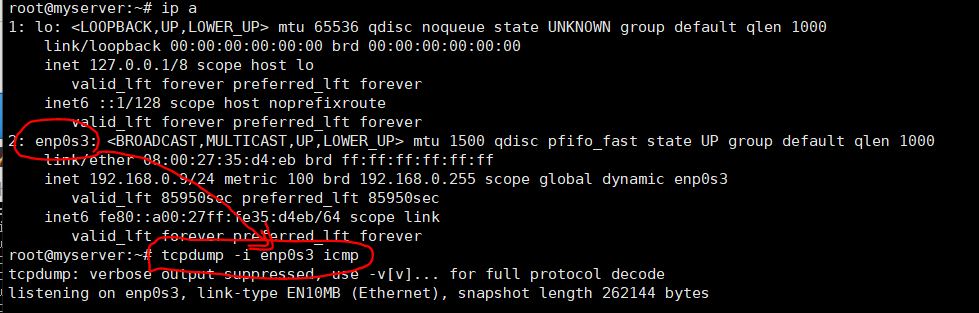 root@myserver:~# ip a
1: lo: <LOOPBACK,UP,LOWER_UP> mtu 65536 qdisc noqueue state UNKNOWN group default qlen 1000
    link/loopback 00:00:00:00:00:00 brd 00:00:00:00:00:00
    inet 127.0.0.1/8 scope host lo
       valid_lft forever preferred_lft forever
    inet6 ::1/128 scope host noprefixroute
       valid_lft forever preferred_lft forever
2: enp0s3: <BROADCAST,MULTICAST,UP,LOWER_UP> mtu 1500 qdisc pfifo_fast state UP group default qlen 1000
    link/ether 08:00:27:35:d4:eb brd ff:ff:ff:ff:ff:ff
    inet 192.168.0.9/24 metric 100 brd 192.168.0.255 scope global dynamic enp0s3
       valid_lft 85950sec preferred_lft 85950sec
    inet6 fe80::a00:27ff:fe35:d4eb/64 scope link
       valid_lft forever preferred_lft forever
root@myserver:~# tcpdump -i enp0s3 icmp
tcpdump: verbose output suppressed, use -v[v]... for full protocol decode
listening on enp0s3, link-type EN10MB (Ethernet), snapshot length 262144 bytes